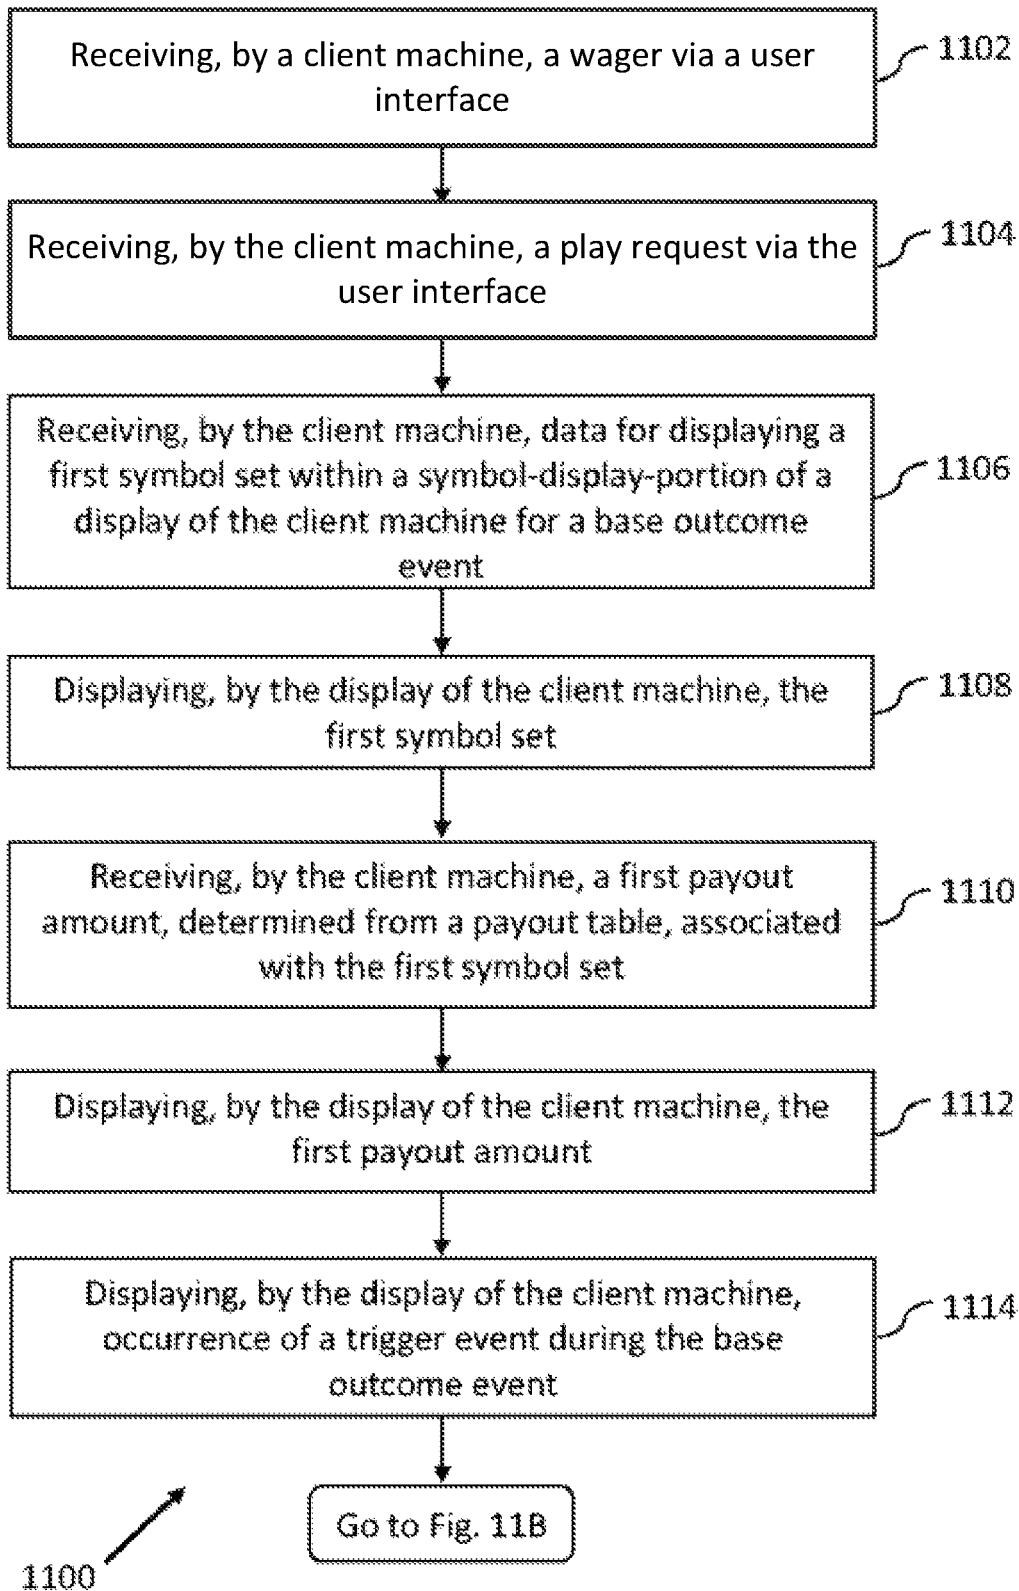 Receiving, by a client machine, a wager via a user
interface
1102
Receiving, by the client machine, a play request via the
user interface
1104
Receiving, by the client machine, data for displaying a
first symbol set within a symbol-display-portion of a
display of the client machine for a base outcome
event
1106
Displaying, by the display of the client machine, the
first symbol set
1108
Receiving, by the client machine, a first payout
amount, determined from a payout table, associated
with the first symbol set
1110
Displaying, by the display of the client machine, the
first payout amount
1112
Displaying, by the display of the client machine,
occurrence of a trigger event during the base
outcome event
1114
Go to Fig. 11B
1100